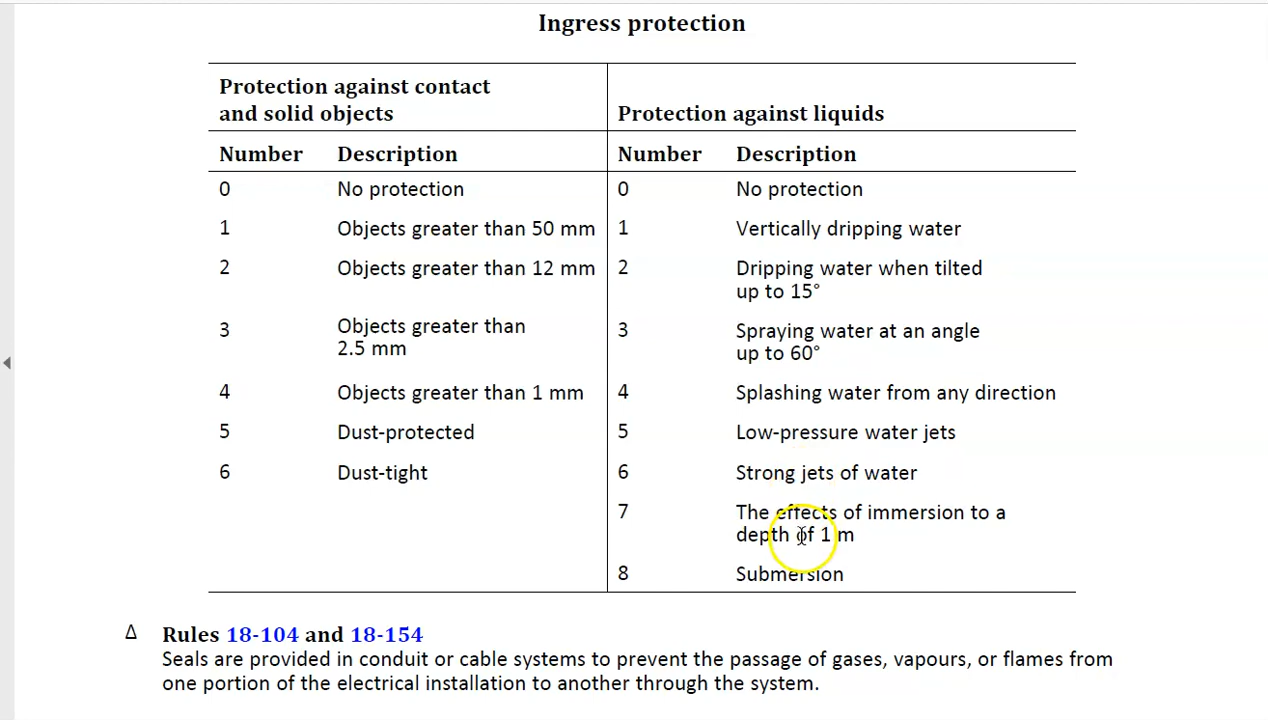 Ingress protection
Protection against contact
and solid objects
Protection against liquids
Number Description Number Description
0 No protection 0 No protection
1 Objects greater than 50 mm 1 Vertically dripping water
2 Objects greater than 12 mm 2 Dripping water when tilted
up to 15°
3 Objects greater than
2.5 mm
3 Spraying water at an angle
up to 60°
4 Objects greater than 1 mm 4 Splashing water from any direction
5 Dust-protected 5 Low-pressure water jets
6 Dust-tight 6 Strong jets of water
7 The effects of immersion to a
depth of 1 m
8 Submersion
Δ Rules 18-104 and 18-154
Seals are provided in conduit or cable systems to prevent the passage of gases, vapours, or flames from
one portion of the electrical installation to another through the system.